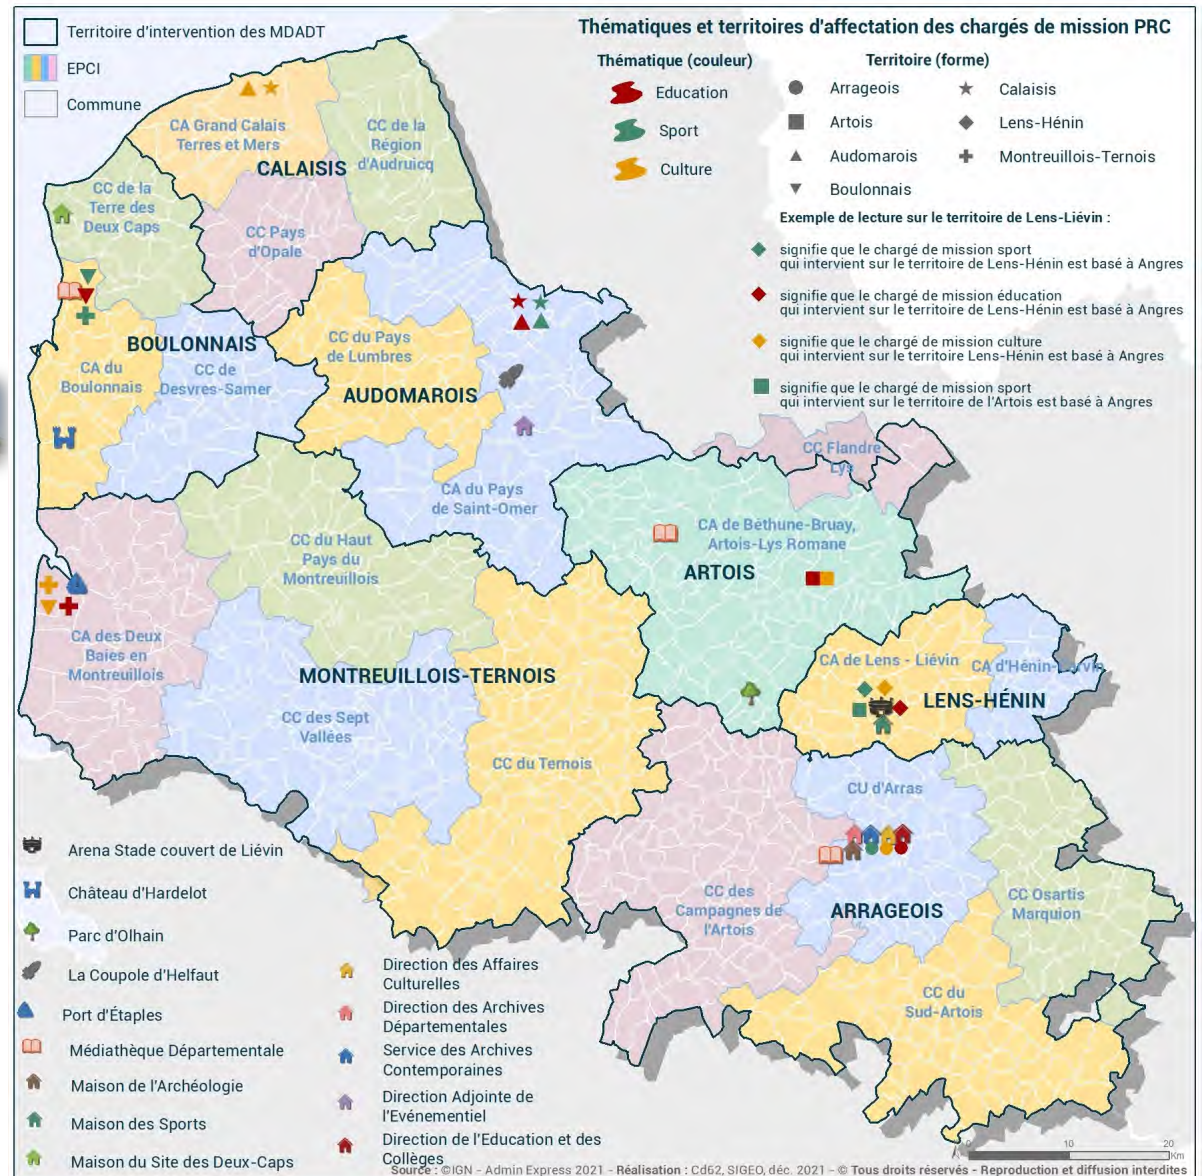 Territoire d'intervention des MDADT
EPCI
Commune
Thématiques et territoires d'affectation des chargés de mission PRC
Thématique (couleur)
Education
Sport
Culture
Territoire (forme)
Arrageois
Calaisis
Artois
Lens-Hénin
Audomarois
Montreuillois-Ternois
Boulonnais
Exemple de lecture sur le territoire de Lens-Liévin :
signifie que le chargé de mission sport
qui intervient sur le territoire de Lens-Hénin est basé à Angres
signifie que le chargé de mission éducation
qui intervient sur le territoire de Lens-Hénin est basé à Angres
signifie que le chargé de mission culture
qui intervient sur le territoire Lens-Hénin est basé à Angres
signifie que le chargé de mission sport
qui intervient sur le territoire de l'Artois est basé à Angres
CA Grand Calais
Terres et Mers
CC de la
Région
d'Audruicq
CALAISIS
CC de la
Terre des
Deux Caps
CC Pays
d'Opale
BOULONNAIS
CA du
Boulonnais
CC de
Desvres-Samer
CC du Pays
de Lumbres
AUDOMAROIS
CA du Pays
de Saint-Omer
CC Flandre
Lys
CA de Béthune-Bruay,
Artois-Lys Romane
ARTOIS
CC du Haut
Pays du
Montreuillois
CA des Deux
Baies en
Montreuillois
MONTREUILLOIS-TERNOIS
CC des Sept
Vallées
CC du Ternois
CA de Lens - Liévin
CA d'Hénin-Carvin
LENS-HÉNIN
CU d'Arras
CC des
Campagnes de
l'Artois
ARRAGEOIS
CC Osartis
Marquion
CC du
Sud-Artois
Arena Stade couvert de Liévin
Château d'Hardelot
Parc d'Olhain
La Coupole d'Helfaut
Port d'Étaples
Médiathèque Départementale
Maison de l'Archéologie
Maison des Sports
Maison du Site des Deux-Caps
Direction des Affaires
Culturelles
Direction des Archives
Départementales
Service des Archives
Contemporaines
Direction Adjointe de
l'Evénementiel
Direction de l'Education et des
Collèges
0 10 20
Km
Source : ©IGN - Admin Express 2021 - Réalisation : Cd62, SIGEO, déc. 2021 - © Tous droits réservés - Reproduction et diffusion interdites